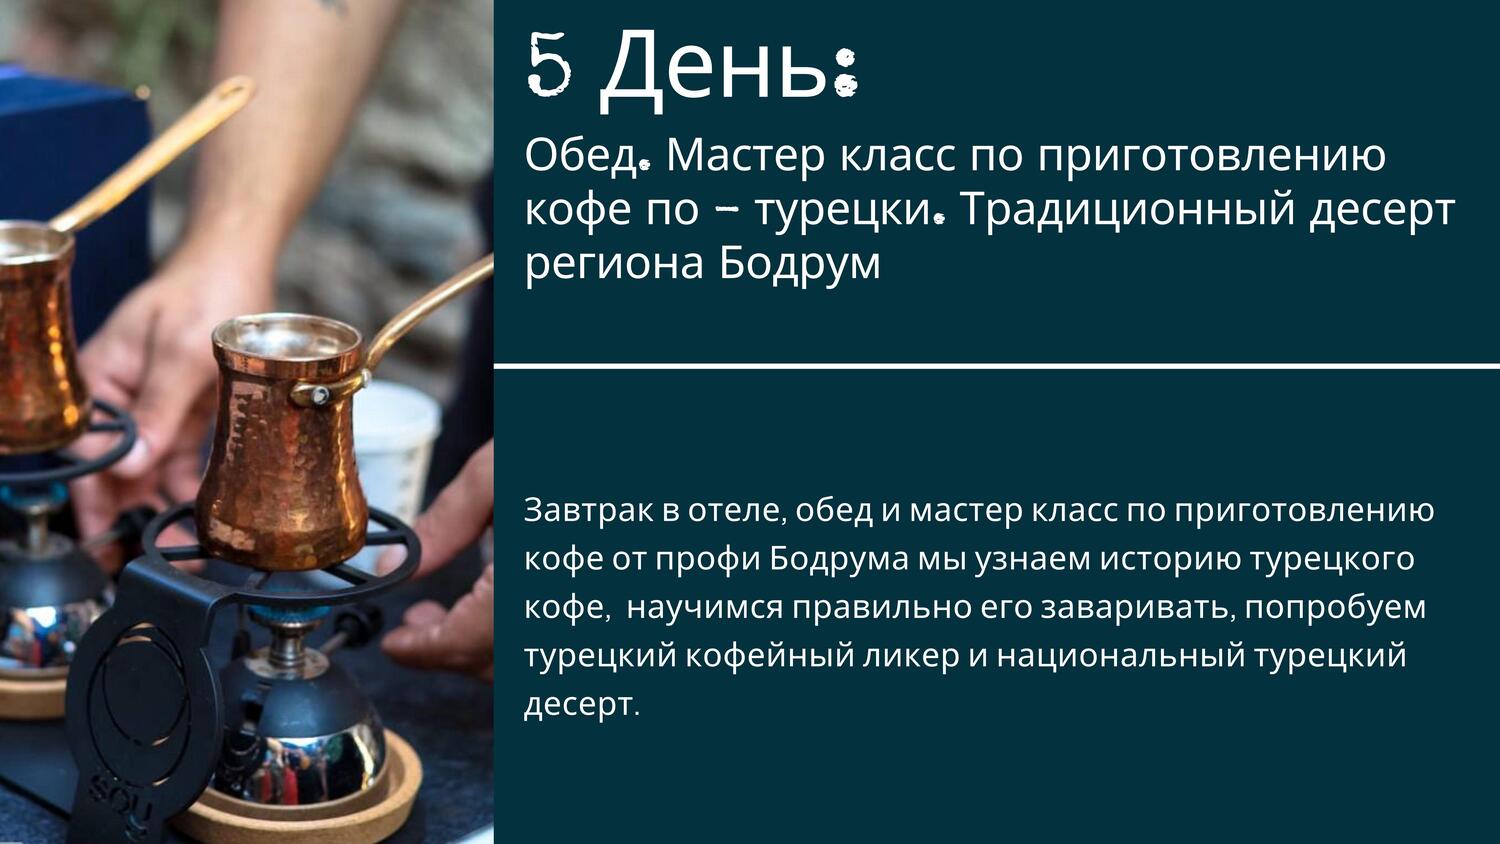 5 День:
Обед. Мастер класс по приготовлению
кофе по - турецки. Традиционный десерт
региона Бодрум
Завтрак в отеле, обед и мастер класс по приготовлению
кофе от профи Бодрума мы узнаем историю турецкого
кофе,  научимся правильно его заваривать, попробуем
турецкий кофейный ликер и национальный турецкий
десерт.